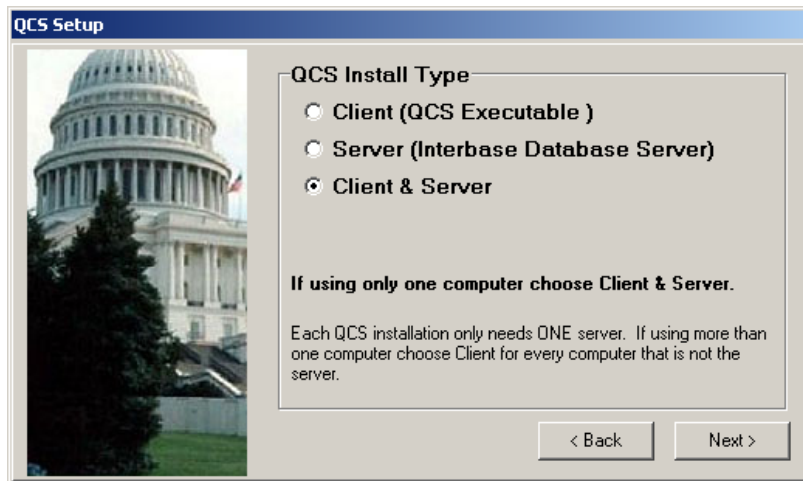 QCS Setup
QCS Install Type
Client (QCS Executable )
Server (Interbase Database Server)
Client & Server
If using only one computer choose Client & Server.
Each QCS installation only needs ONE server.  If using more than
one computer choose Client for every computer that is not the
server.
< Back
Next >